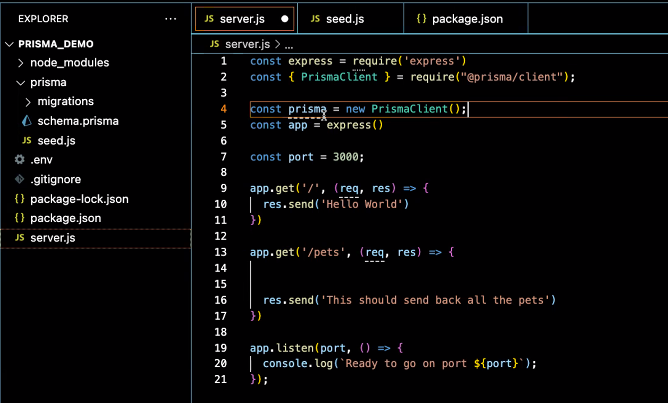 EXPLORER ...
PRISMA_DEMO
node_modules
prisma
migrations
schema.prisma
JS seed.js
.env
.gitignore
{} package-lock.json
{} package.json
JS server.js
JS server.js JS seed.js {} package.json
JS server.js > ...
1 const express = require('express')
2 const { PrismaClient } = require("@prisma/client");
3
4 const prisma = new PrismaClient();
5 const app = express()
6
7 const port = 3000;
8
9 app.get('/', (req, res) => {
10 res.send('Hello World')
11 })
12
13 app.get('/pets', (req, res) => {
14
15
16 res.send('This should send back all the pets')
17 })
18
19 app.listen(port, () => {
20 console.log(`Ready to go on port ${port}`);
21 });